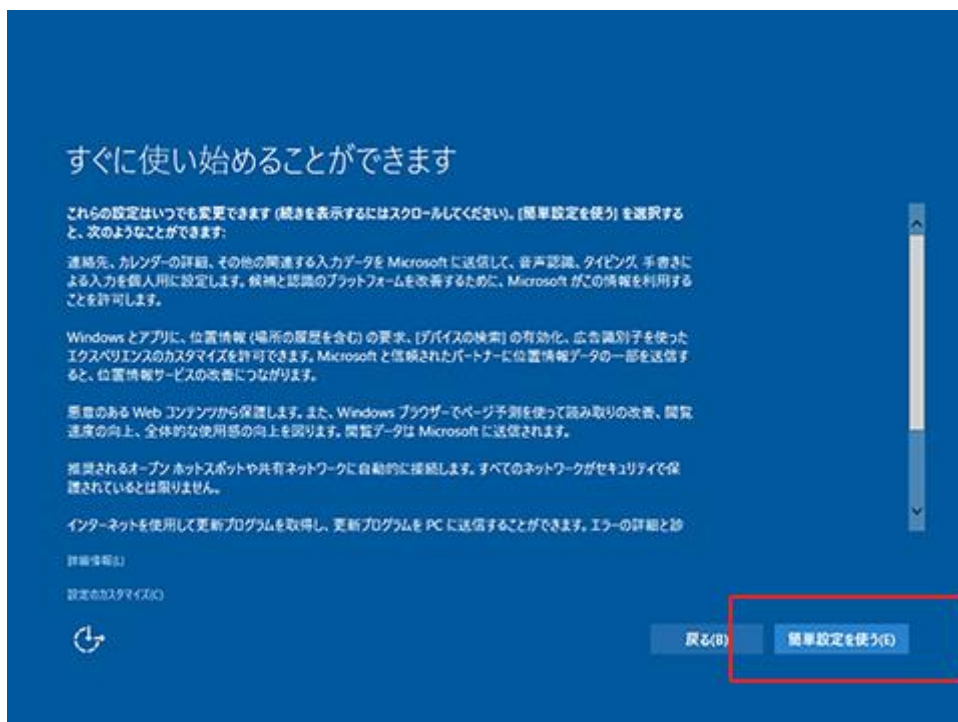 すぐに使い始めることができます
これらの設定はいつでも変更できます (続きを表示するにはスクロールしてください)。[簡単設定を使う] を選択する
と、次のようなことができます:
連絡先、カレンダーの詳細、その他の関連する入力データを Microsoft に送信して、音声認識、タイピング、手書きに
よる入力を個人用に設定します。候補と認識のプラットフォームを改善するために、Microsoft がこの情報を利用する
ことを許可します。
Windows とアプリに、位置情報 (場所の履歴を含む) の要求、[デバイスの検索] の有効化、広告識別子を使った
エクスペリエンスのカスタマイズを許可できます。Microsoft と信頼されたパートナーに位置情報データの一部を送信す
ると、位置情報サービスの改善につながります。
悪意のある Web コンテンツから保護します。また、Windows ブラウザーでページ予測を使って読み取りの改善、閲覧
速度の向上、全体的な使用感の向上を図ります。閲覧データは Microsoft に送信されます。
推奨されるオープン ホットスポットや共有ネットワークに自動的に接続します。すべてのネットワークがセキュリティで保
護されているとは限りません。
インターネットを使用して更新プログラムを取得し、更新プログラムを PC に送信することができます。エラーの詳細と診
詳細情報(L)
設定のカスタマイズ(C)
戻る(B)
簡単設定を使う(E)